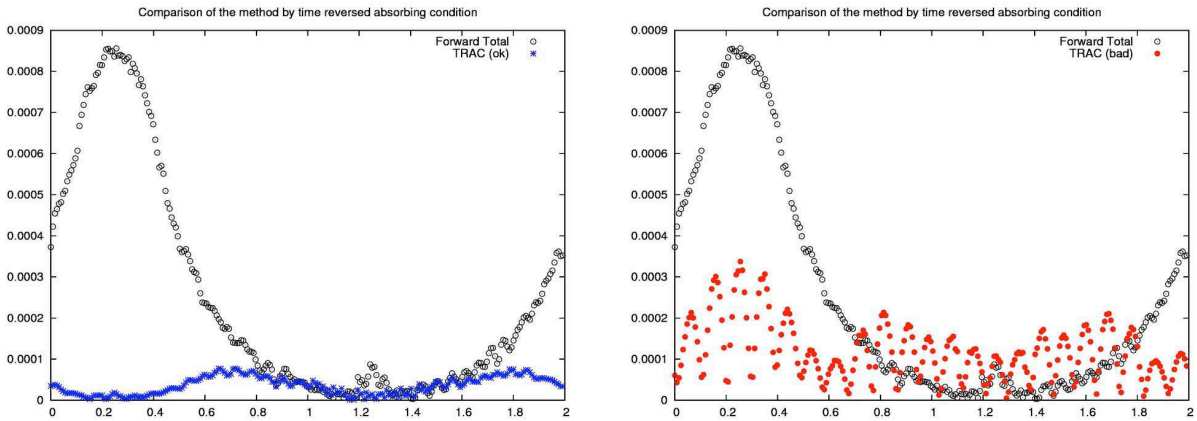 Comparison of the method by time reversed absorbing condition
0.0009
0.0008
0.0007
0.0006
0.0005
0.0004
0.0003
0.0002
0.0001
0
Forward Total
TRAC (ok)
0 0.2 0.4 0.6 0.8 1 1.2 1.4 1.6 1.8 2
Comparison of the method by time reversed absorbing condition
0.0009
0.0008
0.0007
0.0006
0.0005
0.0004
0.0003
0.0002
0.0001
0
Forward Total
TRAC (bad)
0 0.2 0.4 0.6 0.8 1 1.2 1.4 1.6 1.8 2